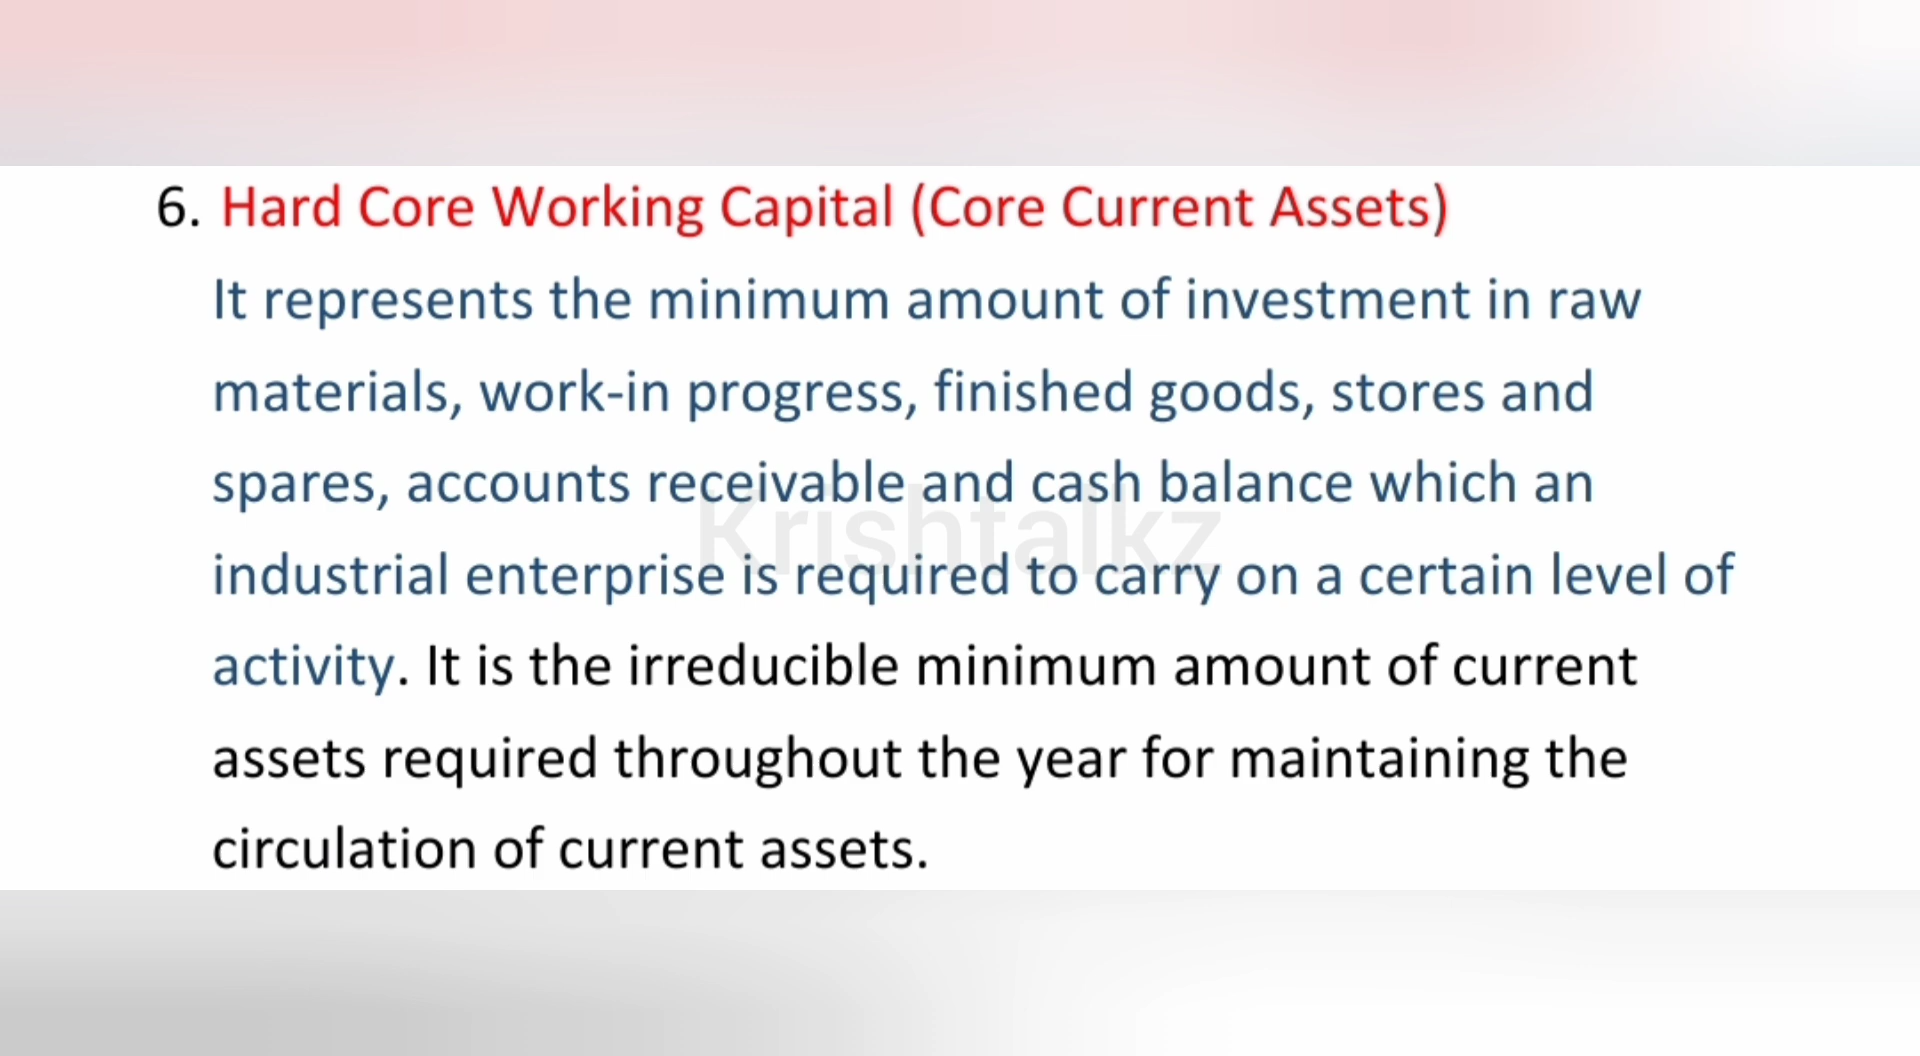 6. Hard Core Working Capital (Core Current Assets)
It represents the minimum amount of investment in raw
materials, work-in progress, finished goods, stores and
spares, accounts receivable and cash balance which an
industrial enterprise is required to carry on a certain level of
activity. It is the irreducible minimum amount of current
assets required throughout the year for maintaining the
circulation of current assets.
Krishtalkz